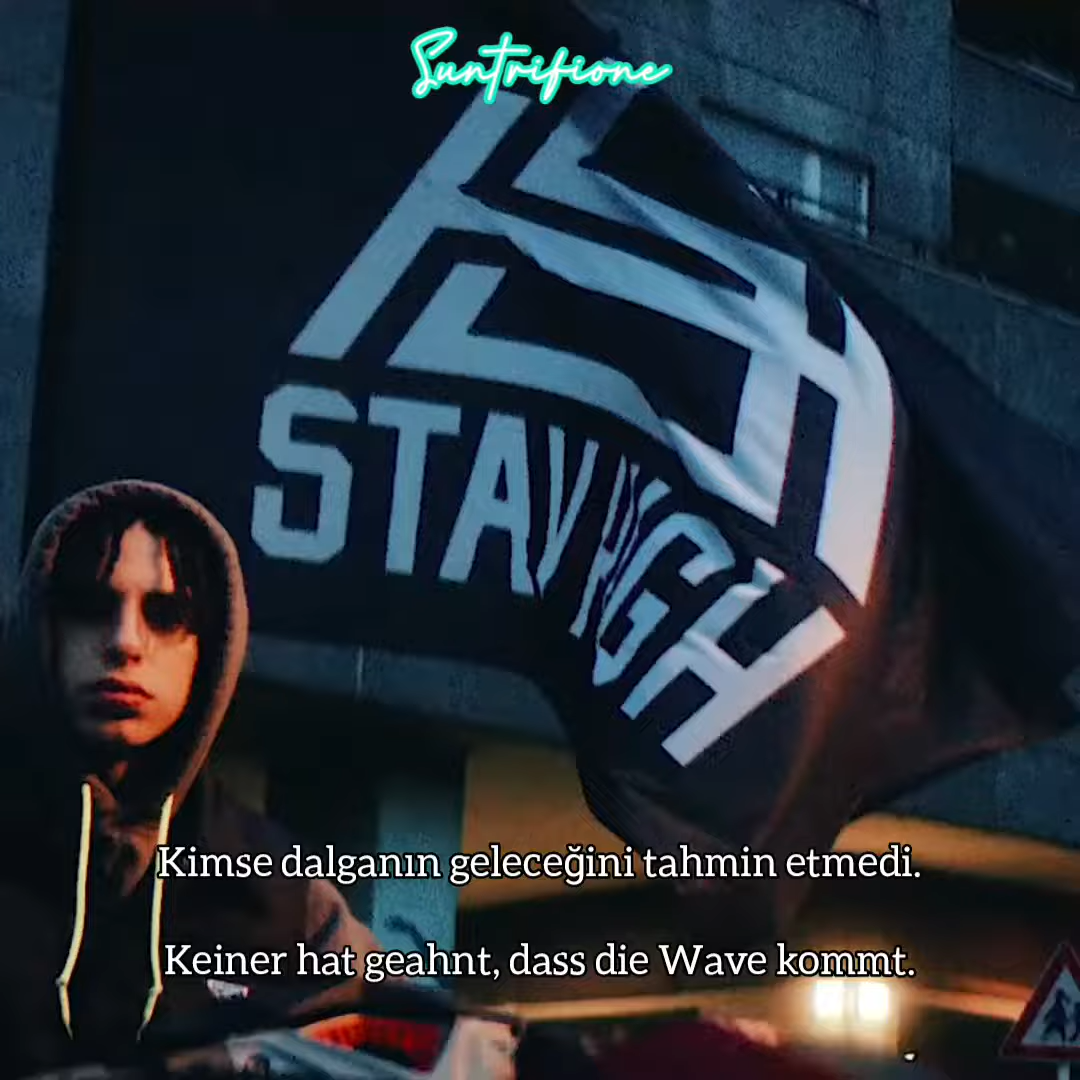 Suntrifione
STAY HIGH
Kimse dalganın geleceğini tahmin etmedi.
Keiner hat geahnt, dass die Wave kommt.